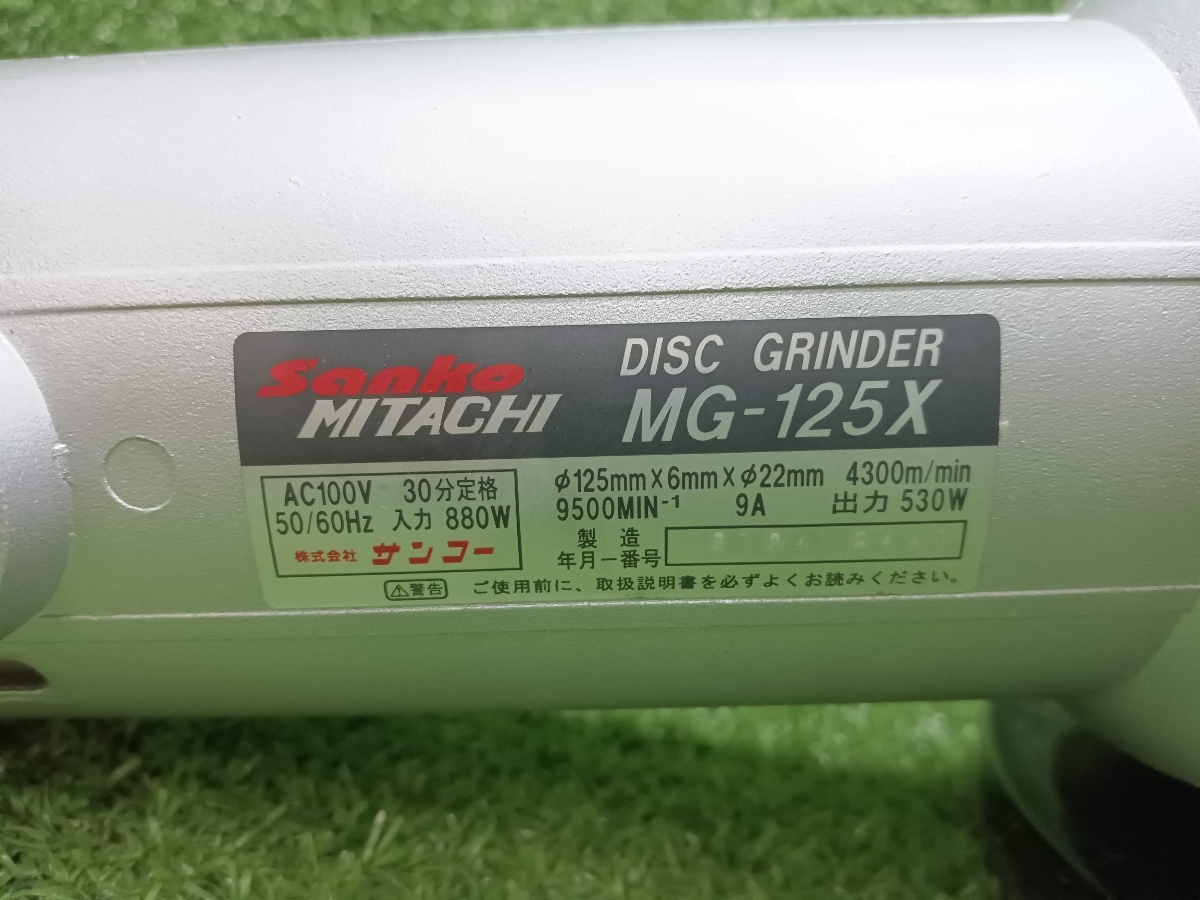 Sanko
MITACHI
DISC GRINDER
MG-125X
AC100V 30分定格
50/60Hz 入力 880W
株式会社 サンコー
φ125mm×6mm×φ22mm 4300m/min
9500MIN⁻¹ 9A 出力 530W
製造
年月一番号
⚠警告 ご使用前に、取扱説明書を必ずよくお読みください。